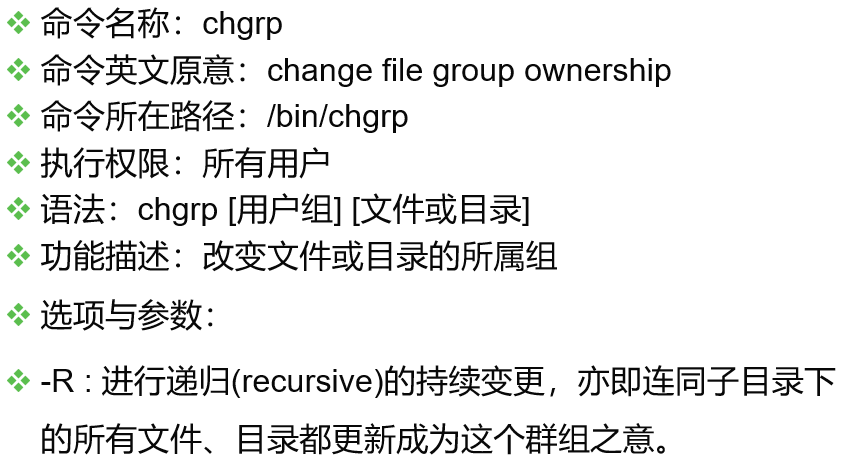 ❖ 命令名称：chgrp
❖ 命令英文原意：change file group ownership
❖ 命令所在路径：/bin/chgrp
❖ 执行权限：所有用户
❖ 语法：chgrp [用户组] [文件或目录]
❖ 功能描述：改变文件或目录的所属组
❖ 选项与参数：
❖ -R : 进行递归(recursive)的持续变更，亦即连同子目录下
的所有文件、目录都更新成为这个群组之意。